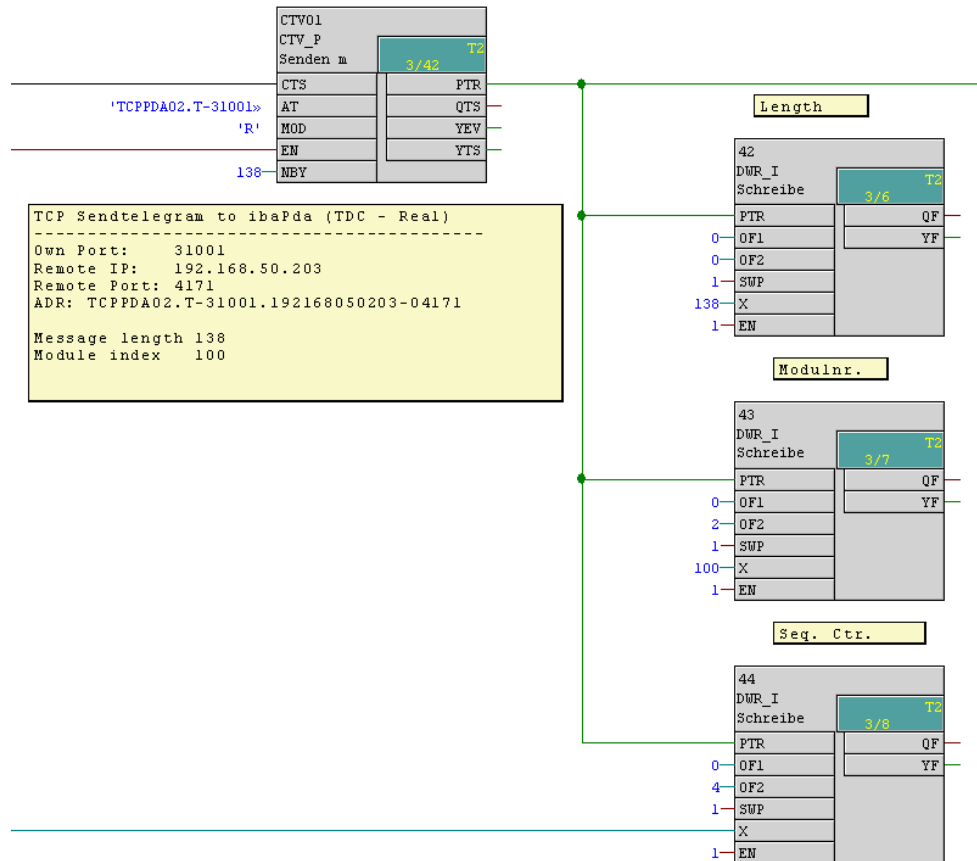 CTV01
CTV_P
Senden m
T2
3/42
CTS PTR
'TCPPDA02.T-31001» AT QTS
'R' MOD YEV
EN YTS
138 NBY
TCP Sendtelegram to ibaPda (TDC - Real)
-------------------------------------------
Own Port: 31001
Remote IP: 192.168.50.203
Remote Port: 4171
ADR: TCPPDA02.T-31001.192168050203-04171
Message length 138
Module index 100
Length
42
DWR_I
Schreibe
T2
3/6
PTR QF
0 OF1 YF
0 OF2
1 SWP
138 X
1 EN
Modulnr.
43
DWR_I
Schreibe
T2
3/7
PTR QF
0 OF1 YF
2 OF2
1 SWP
100 X
1 EN
Seq. Ctr.
44
DWR_I
Schreibe
T2
3/8
PTR QF
0 OF1 YF
4 OF2
1 SWP
X
1 EN